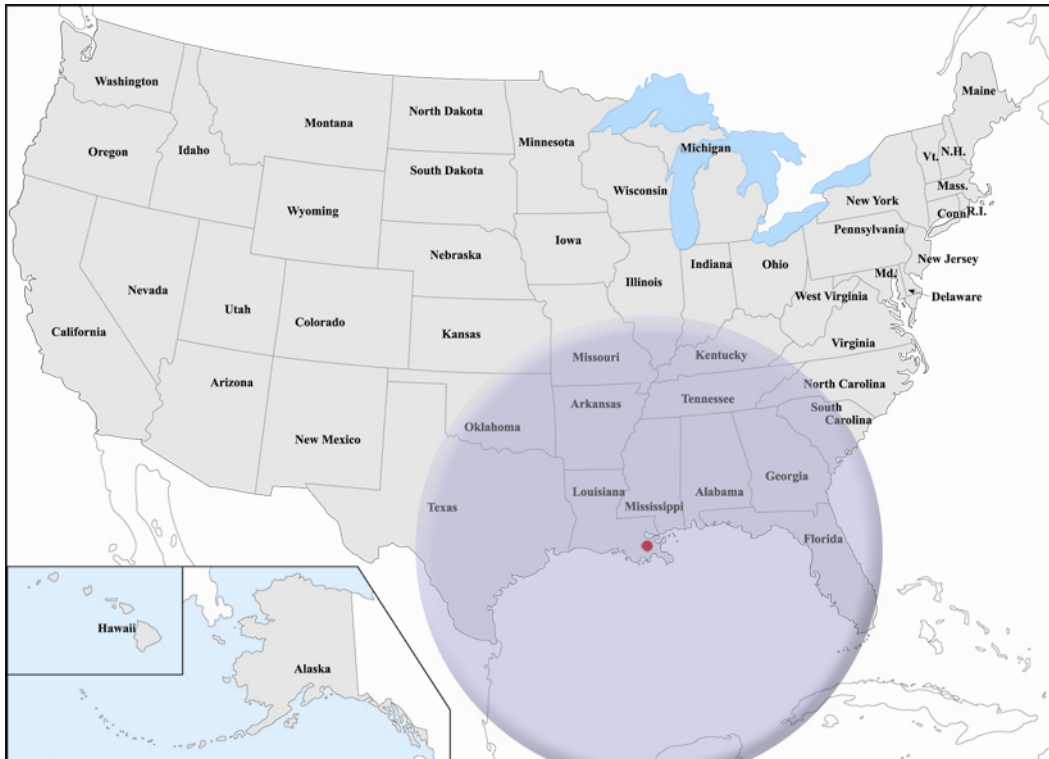 Washington
Maine
North Dakota
Montana
Minnesota
Oregon
Idaho
Michigan
Vt.
N.H.
South Dakota
Wisconsin
Mass.
New York
Wyoming
Conn.
R.I.
Pennsylvania
Iowa
Nebraska
New Jersey
Indiana
Ohio
Md.
Illinois
Nevada
West Virginia
Delaware
Utah
Colorado
California
Kansas
Virginia
Missouri
Kentucky
Arizona
North Carolina
Tennessee
Arkansas
South
Carolina
Oklahoma
New Mexico
Georgia
Louisiana
Alabama
Texas
Mississippi
Florida
Hawaii
Alaska